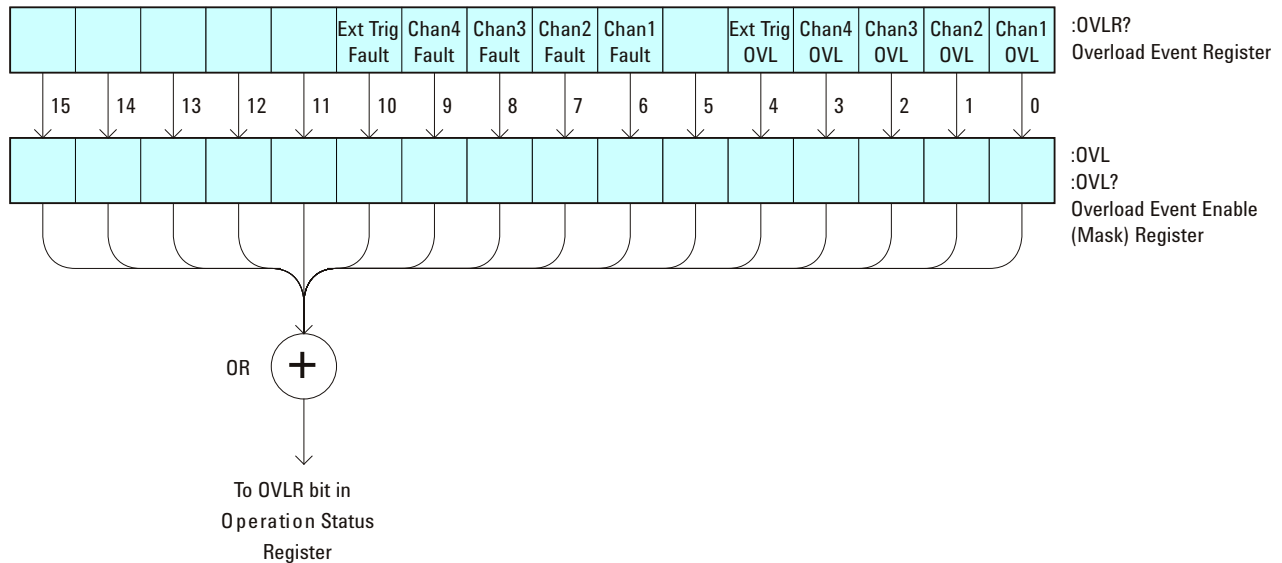 Ext Trig Fault
Chan4 Fault
Chan3 Fault
Chan2 Fault
Chan1 Fault
Ext Trig OVL
Chan4 OVL
Chan3 OVL
Chan2 OVL
Chan1 OVL
:OVLR?
Overload Event Register
15 14 13 12 11 10 9 8 7 6 5 4 3 2 1 0
:OVL
:OVL?
Overload Event Enable
(Mask) Register
OR +
To OVLR bit in
Operation Status
Register